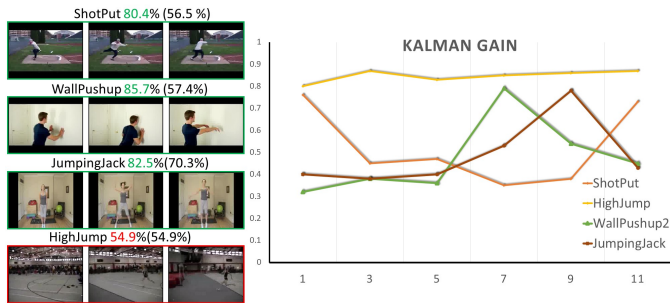 ShotPut 80.4% (56.5 %)
WallPushup 85.7% (57.4%)
JumpingJack 82.5%(70.3%)
HighJump 54.9%(54.9%)
KALMAN GAIN
1
0.9
0.8
0.7
0.6
0.5
0.4
0.3
0.2
0.1
0
1 3 5 7 9 11
ShotPut
HighJump
WallPushup2
JumpingJack